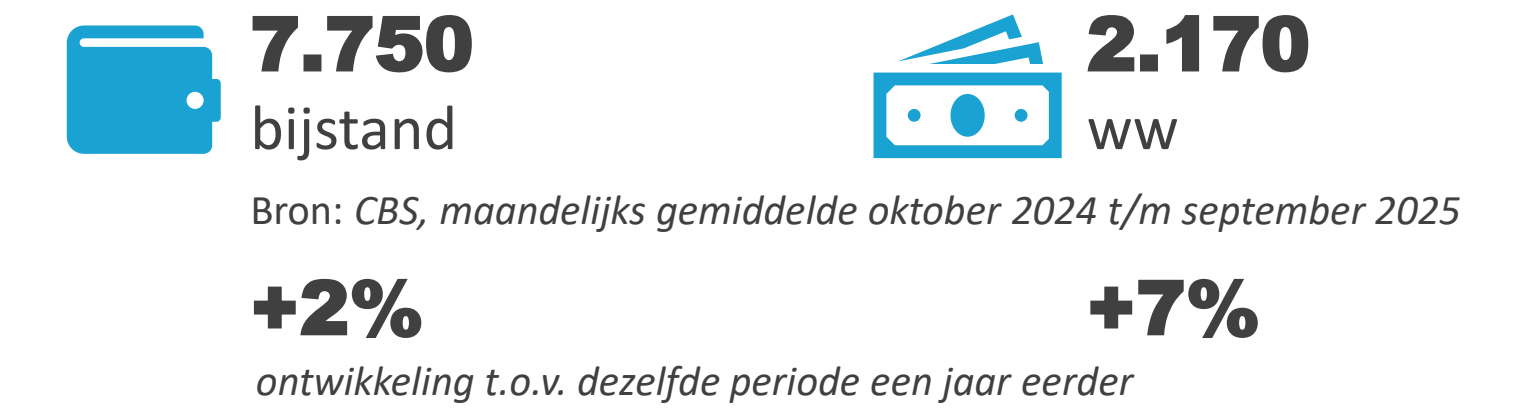 7.750
bijstand
2.170
ww
Bron: CBS, maandelijks gemiddelde oktober 2024 t/m september 2025
+2%
+7%
ontwikkeling t.o.v. dezelfde periode een jaar eerder